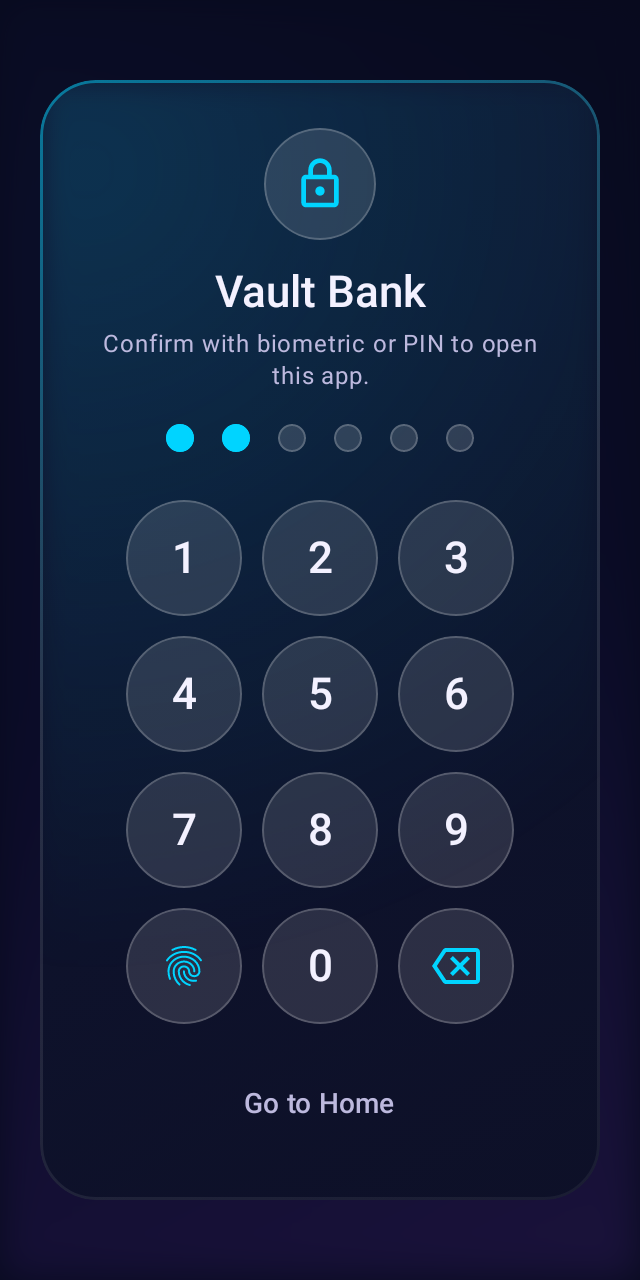 Vault Bank
Confirm with biometric or PIN to open
this app.
1 2 3
4 5 6
7 8 9
0
Go to Home